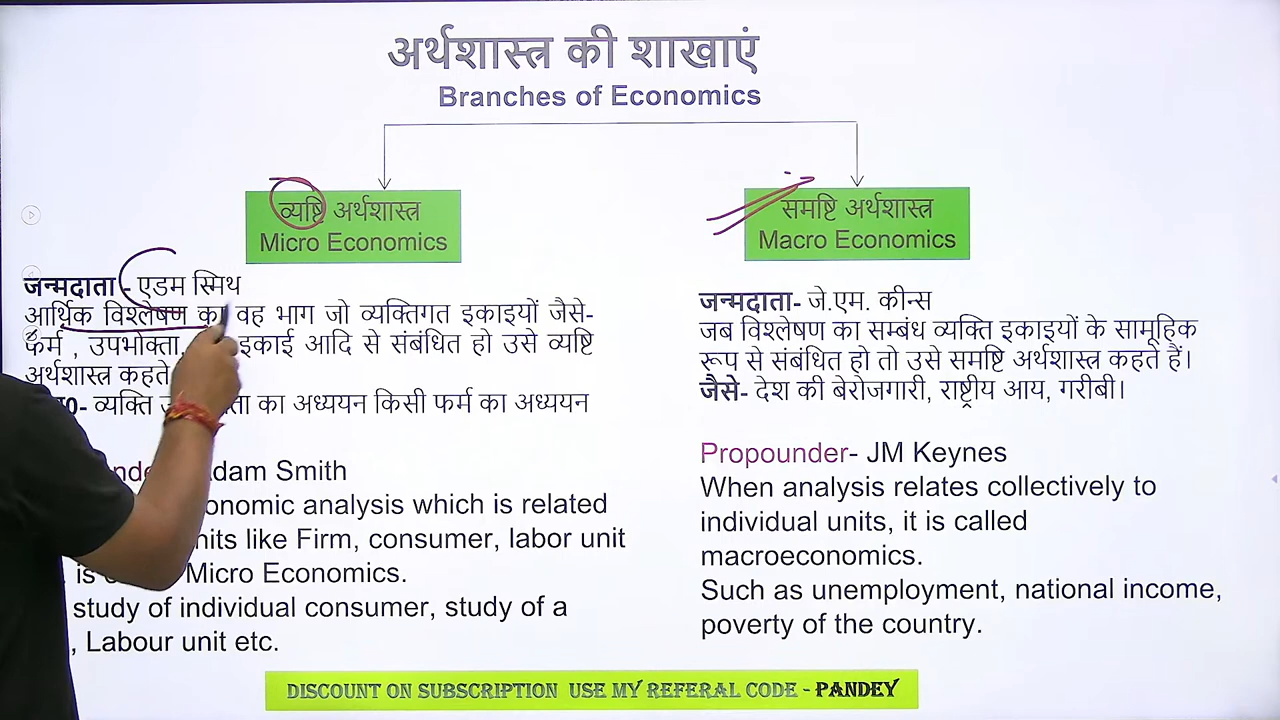 अर्थशास्त्र की शाखाएं
Branches of Economics
व्यष्टि अर्थशास्त्र
Micro Economics
समष्टि अर्थशास्त्र
Macro Economics
जन्मदाता - एडम स्मिथ
आर्थिक विश्लेषण का वह भाग जो व्यक्तिगत इकाइयों जैसे-
फर्म , उपभोक्ता, इकाई आदि से संबंधित हो उसे व्यष्टि
अर्थशास्त्र कहते
व्यक्ति का अध्ययन किसी फर्म का अध्ययन
Adam Smith
economic analysis which is related
units like Firm, consumer, labor unit
is Micro Economics.
study of individual consumer, study of a
, Labour unit etc.
जन्मदाता- जे.एम. कीन्स
जब विश्लेषण का सम्बंध व्यक्ति इकाइयों के सामूहिक
रूप से संबंधित हो तो उसे समष्टि अर्थशास्त्र कहते हैं।
जैसे- देश की बेरोजगारी, राष्ट्रीय आय, गरीबी।
Propounder- JM Keynes
When analysis relates collectively to
individual units, it is called
macroeconomics.
Such as unemployment, national income,
poverty of the country.
DISCOUNT ON SUBSCRIPTION USE MY REFERAL CODE - PANDEY